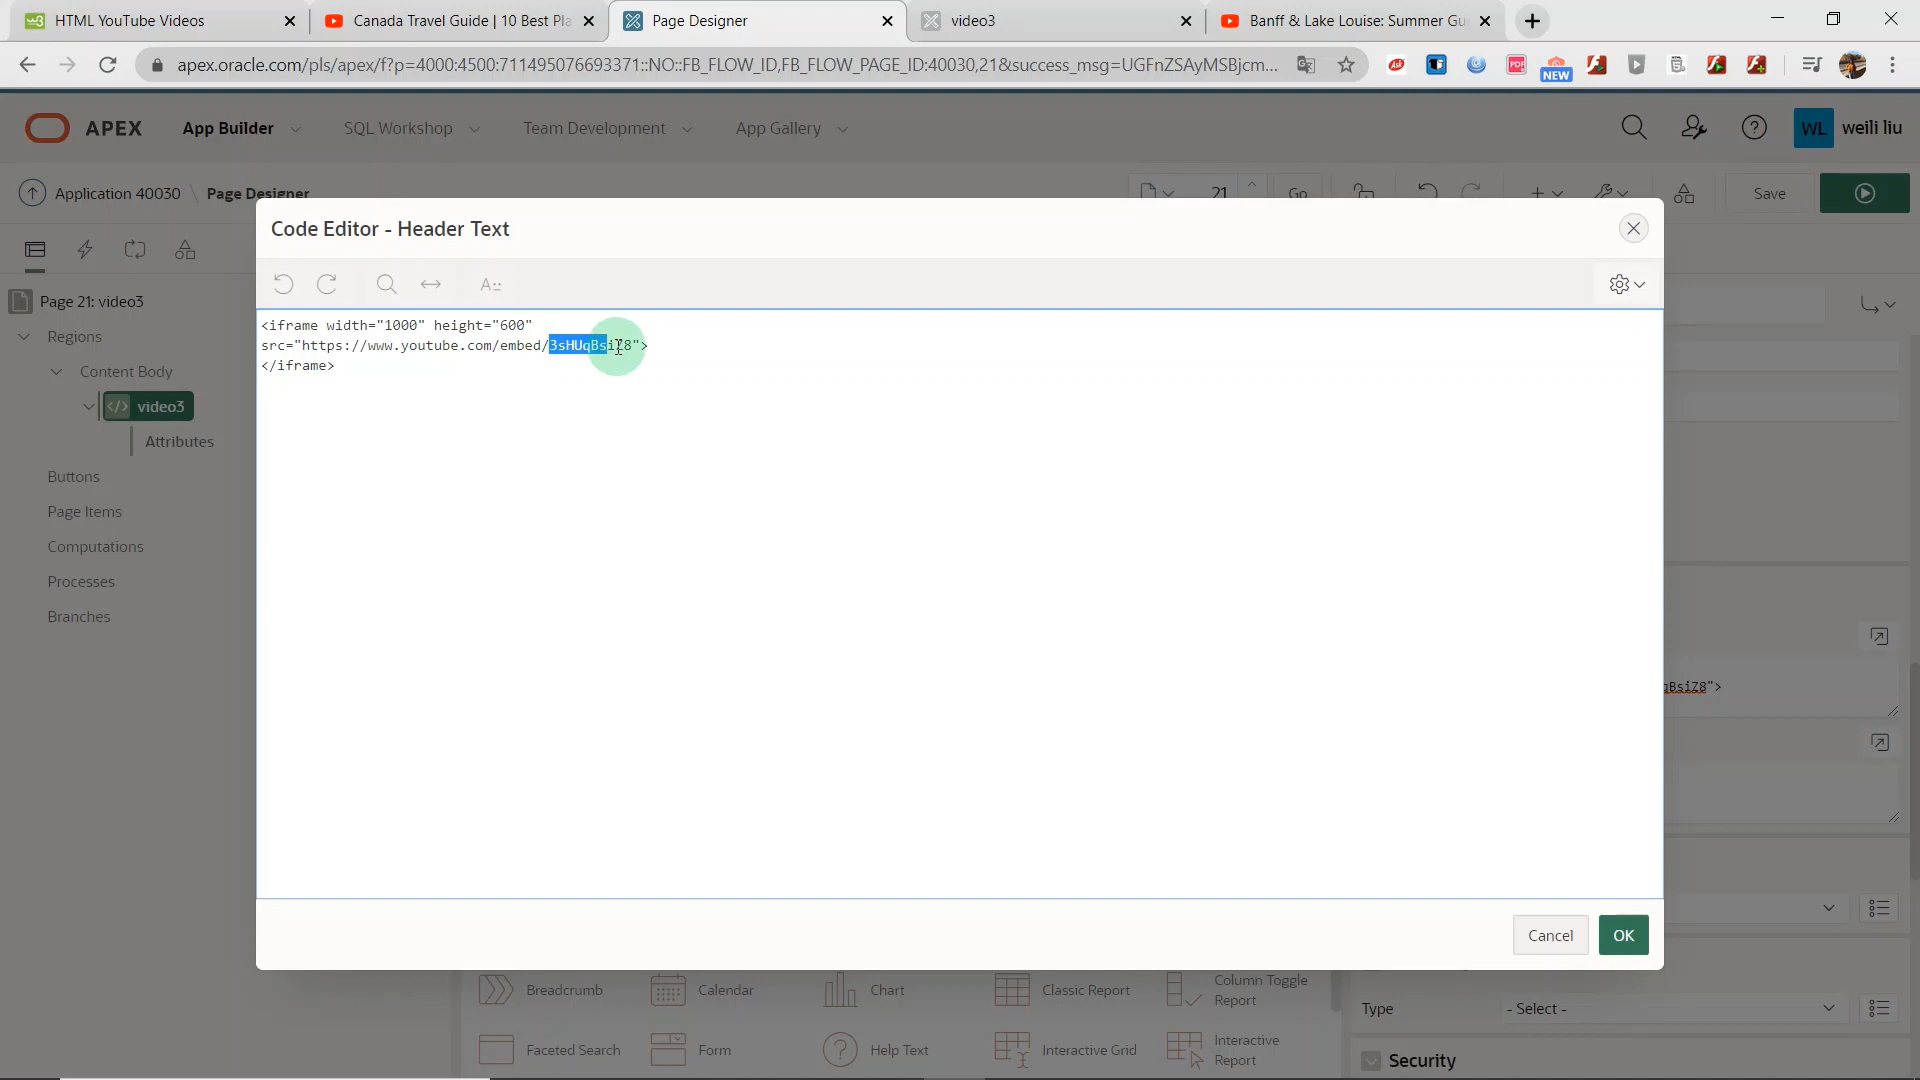 HTML YouTube Videos
Canada Travel Guide | 10 Best Pla
Page Designer
video3
Banff & Lake Louise: Summer Gu
apex.oracle.com/pls/apex/f?p=4000:4500:711495076693371::NO::FB_FLOW_ID,FB_FLOW_PAGE_ID:40030,21&success_msg=UGFnZSAyMSBjcm...
Ask
PDF
NEW
APEX
App Builder
SQL Workshop
Team Development
App Gallery
WL
weili liu
Application 40030 \ Page Designer
21
Go
Save
Code Editor - Header Text
Page 21: video3
Regions
Content Body
video3
Attributes
Buttons
Page Items
Computations
Processes
Branches
<iframe width="1000" height="600"
src="https://www.youtube.com/embed/3sHUqBsiZ8">
</iframe>
qBsiZ8">
Cancel
OK
Breadcrumb
Calendar
Chart
Classic Report
Column Toggle
Report
Type
- Select -
Faceted Search
Form
Help Text
Interactive Grid
Interactive
Report
Security